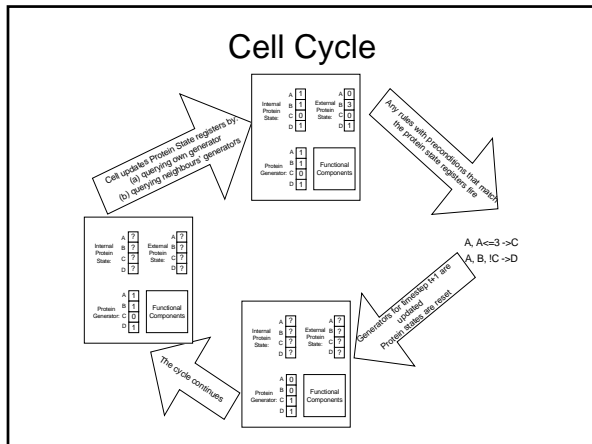 Cell Cycle
Cell updates Protein State registers by:
(a) querying own generator
(b) querying neighbours' generators
A 1
B 1
C 0
D 1
Internal
Protein
State:
A 0
B 3
C 0
D 1
External
Protein
State:
A 1
B 1
C 0
D 1
Protein
Generator:
Functional
Components
Any rules with preconditions that match
the protein state registers fire
A, A<=3 ->C
A, B, !C ->D
Generators for timestep t+1 are
updated
Protein states are reset
A ?
B ?
C ?
D ?
Internal
Protein
State:
A ?
B ?
C ?
D ?
External
Protein
State:
A 0
B 0
C 1
D 1
Protein
Generator:
Functional
Components
The cycle continues
A ?
B ?
C ?
D ?
Internal
Protein
State:
A ?
B ?
C ?
D ?
External
Protein
State:
A 1
B 1
C 0
D 1
Protein
Generator:
Functional
Components